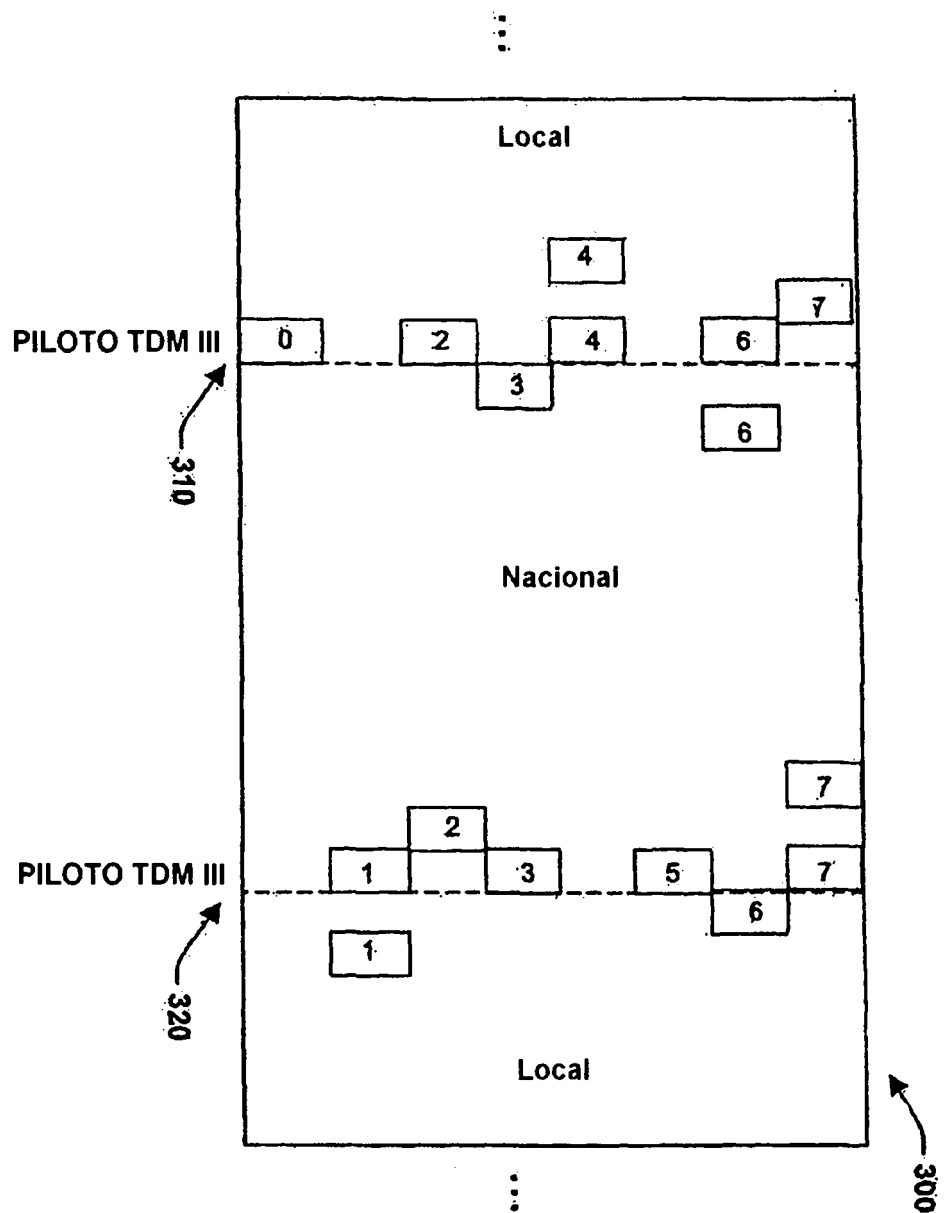 Local
4
7
PILOTO TDM III 0 2 4 6
3
6
310
Nacional
7
2
PILOTO TDM III 1 3 5 7
6
1
320
Local
300